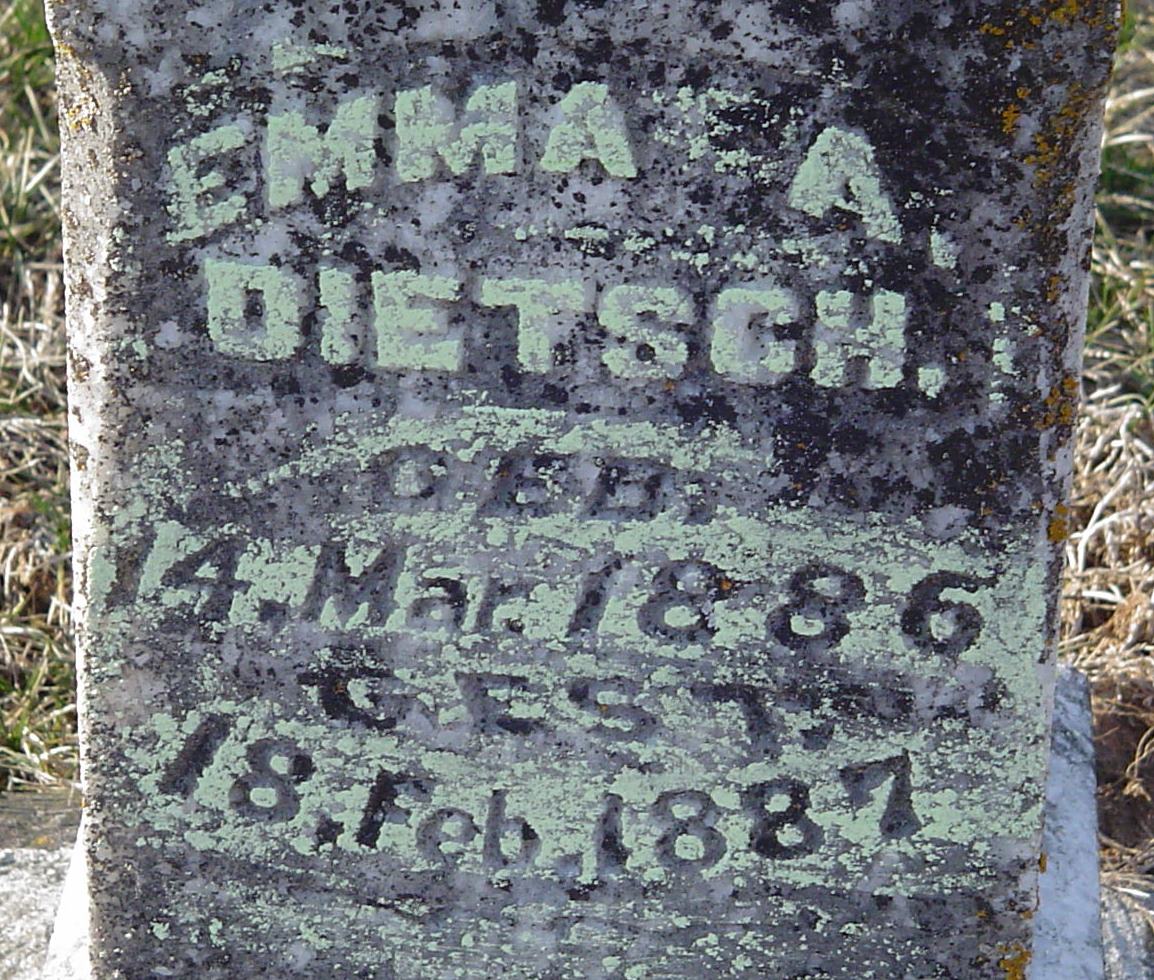 EMMA A.
DIETSCH.
GEB.
14. Mar. 1886
GEST.
18. Feb. 1887